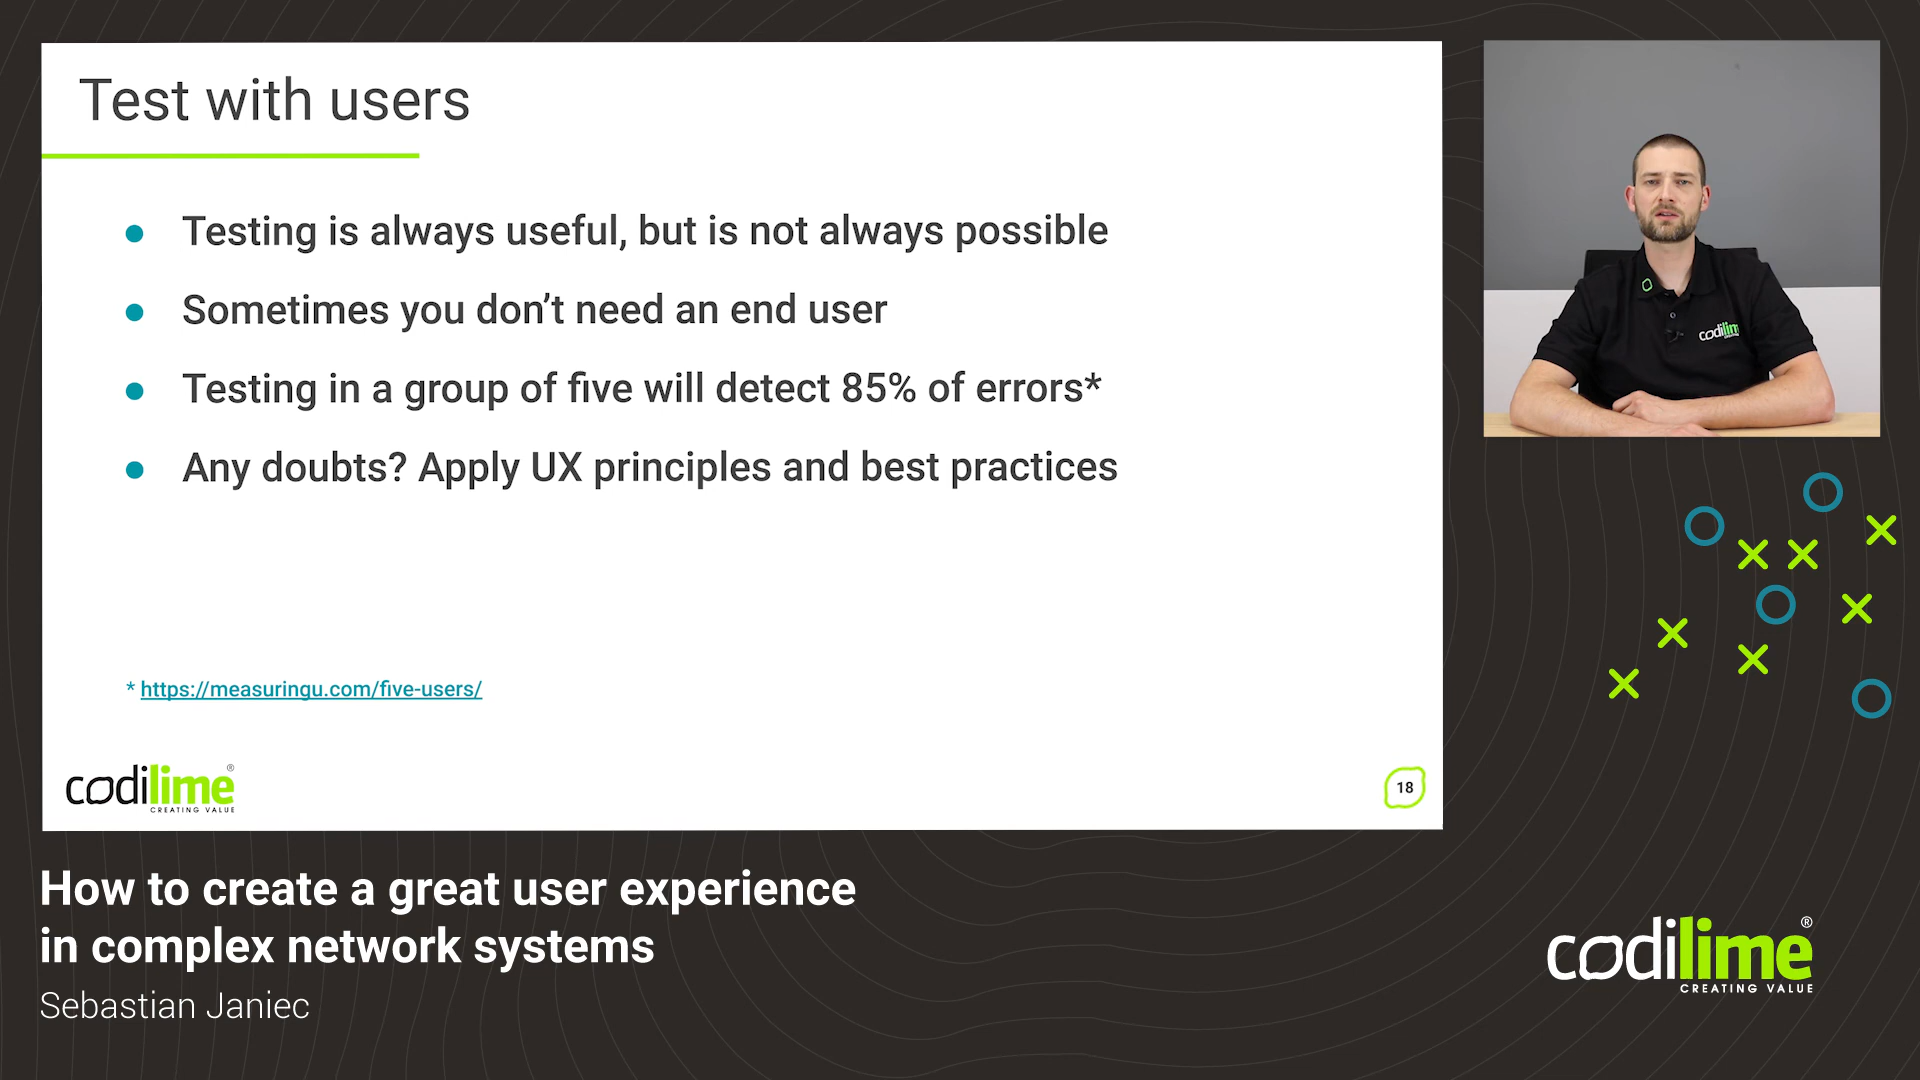 Test with users
Testing is always useful, but is not always possible
Sometimes you don’t need an end user
Testing in a group of five will detect 85% of errors*
Any doubts? Apply UX principles and best practices
* https://measuringu.com/five-users/
codilime®
CREATING VALUE
18
codilim
How to create a great user experience
in complex network systems
Sebastian Janiec
codilime®
CREATING VALUE